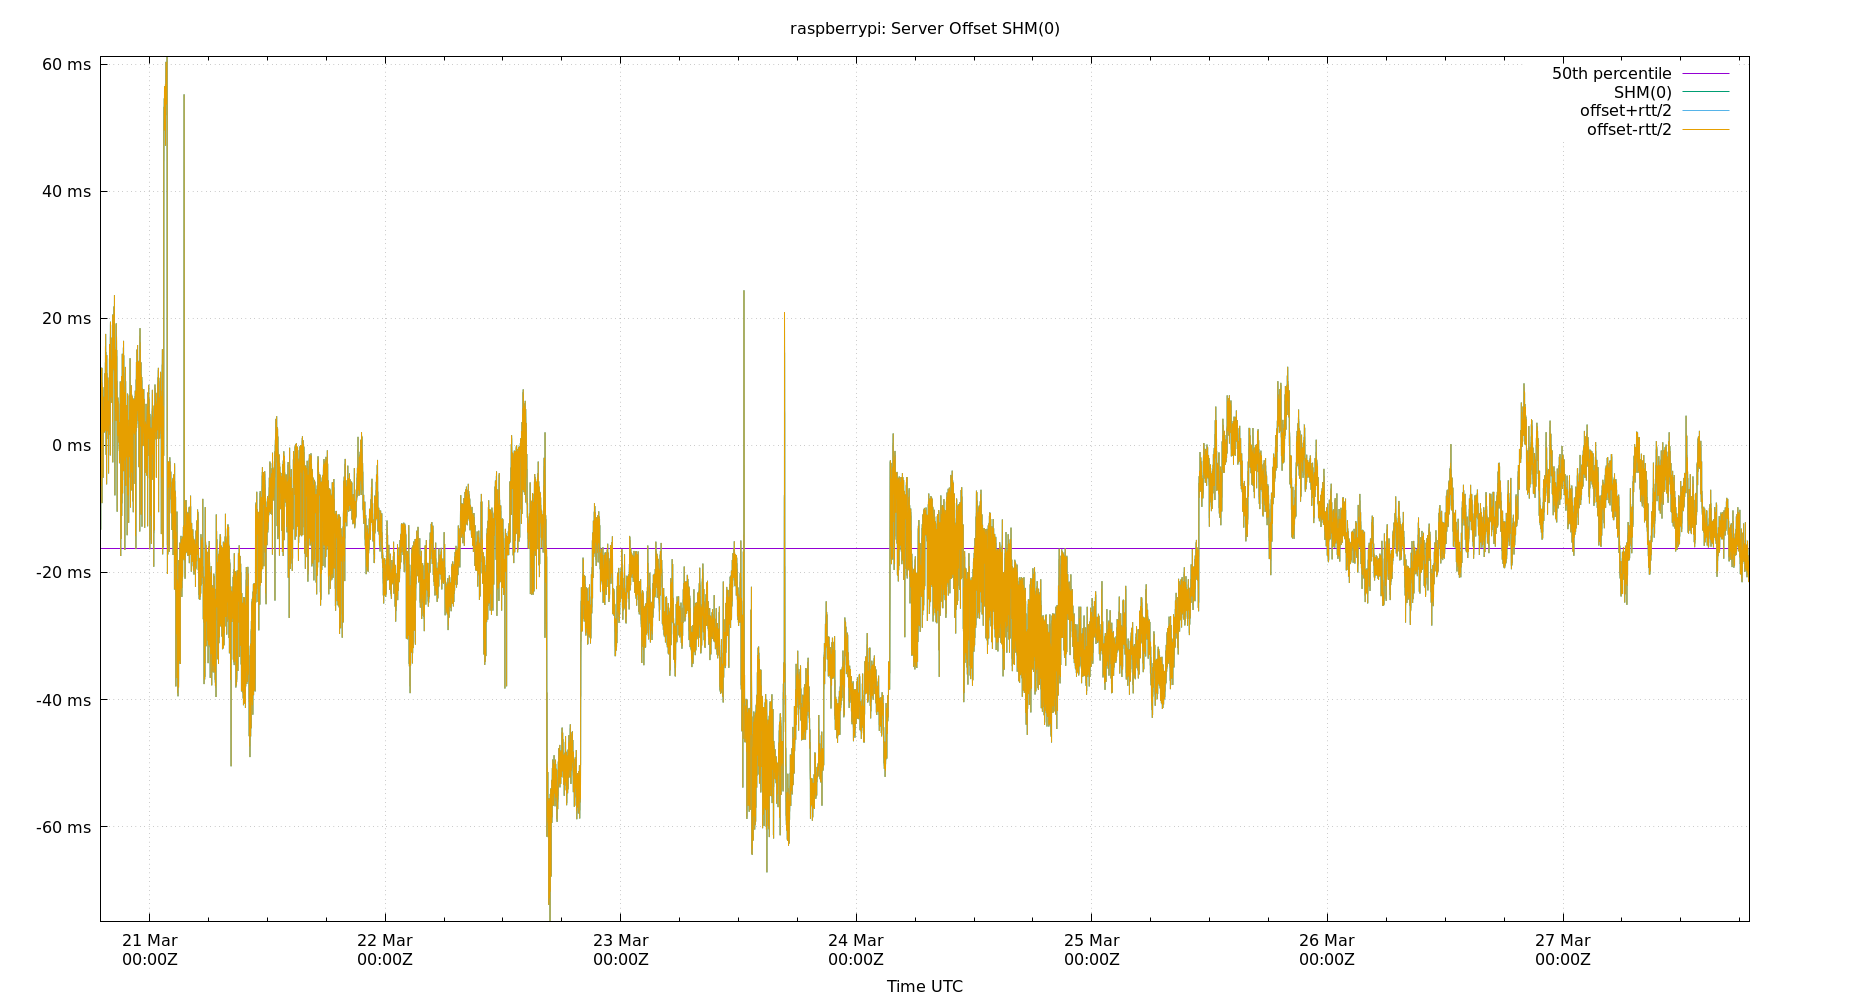 raspberrypi: Server Offset SHM(0)
60 ms
40 ms
20 ms
0 ms
-20 ms
-40 ms
-60 ms
50th percentile
SHM(0)
offset+rtt/2
offset-rtt/2
21 Mar
00:00Z
22 Mar
00:00Z
23 Mar
00:00Z
24 Mar
00:00Z
25 Mar
00:00Z
26 Mar
00:00Z
27 Mar
00:00Z
Time UTC